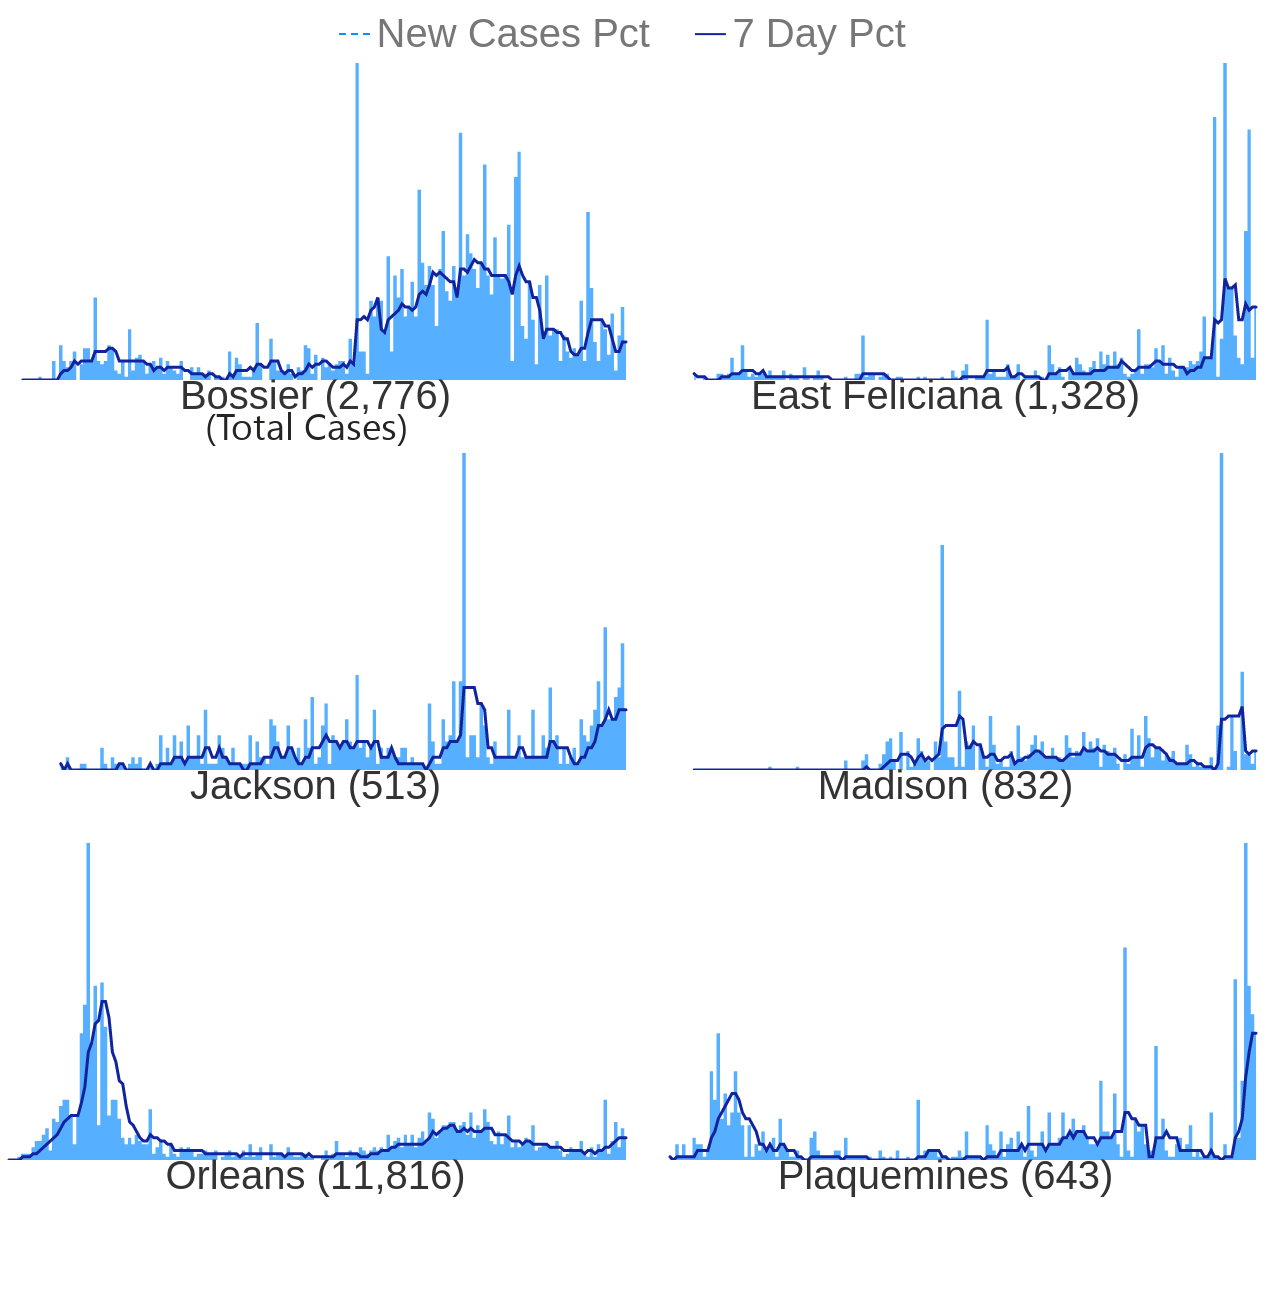 New Cases Pct 7 Day Pct
Bossier (2,776) East Feliciana (1,328)
(Total Cases)
Jackson (513) Madison (832)
Orleans (11,816) Plaquemines (643)